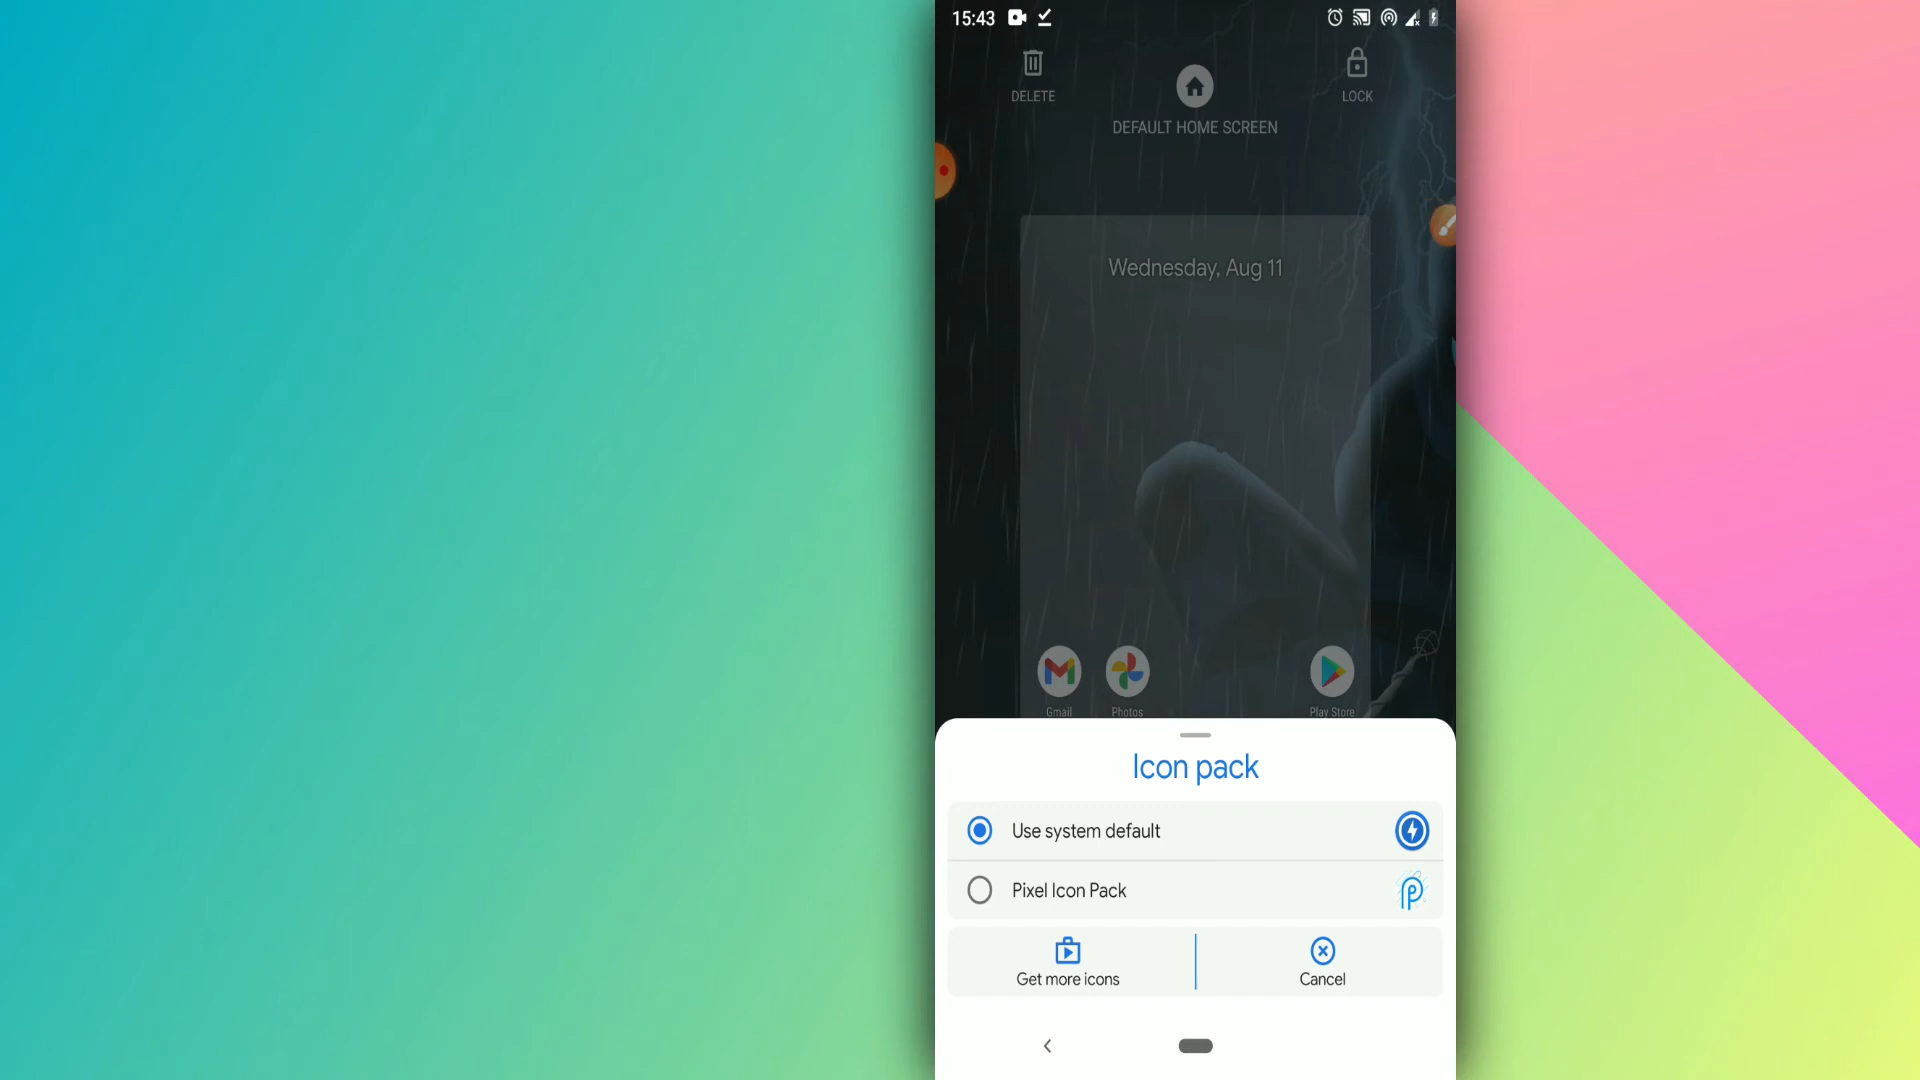 15:43
DELETE
LOCK
DEFAULT HOME SCREEN
Wednesday, Aug 11
Gmail
Photos
Play Store
Icon pack
Use system default
Pixel Icon Pack
Get more icons
Cancel